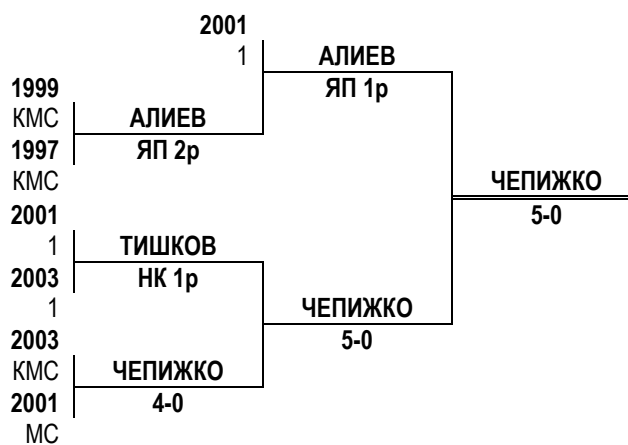 2001
1
АЛИЕВ
ЯП 1р
1999
КМС
1997
КМС
АЛИЕВ
ЯП 2р
ЧЕПИЖКО
5-0
2001
1
2003
1
ТИШКОВ
НК 1р
ЧЕПИЖКО
5-0
2003
КМС
2001
МС
ЧЕПИЖКО
4-0